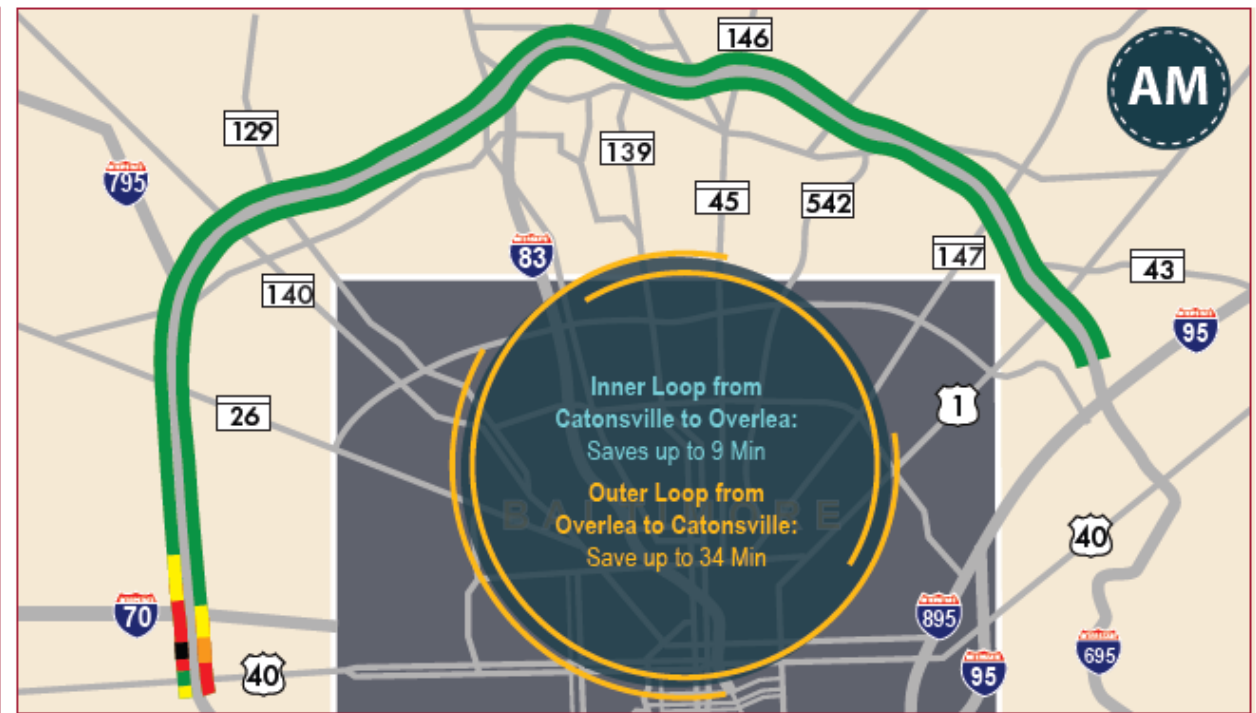 146
AM
129
139
795
45
542
83
147
43
140
95
26
1
Inner Loop from
Catonsville to Overlea:
Saves up to 9 Min
Outer Loop from
BALTIMORE
Overlea to Catonsville:
Save up to 34 Min
40
70
895
695
40
95